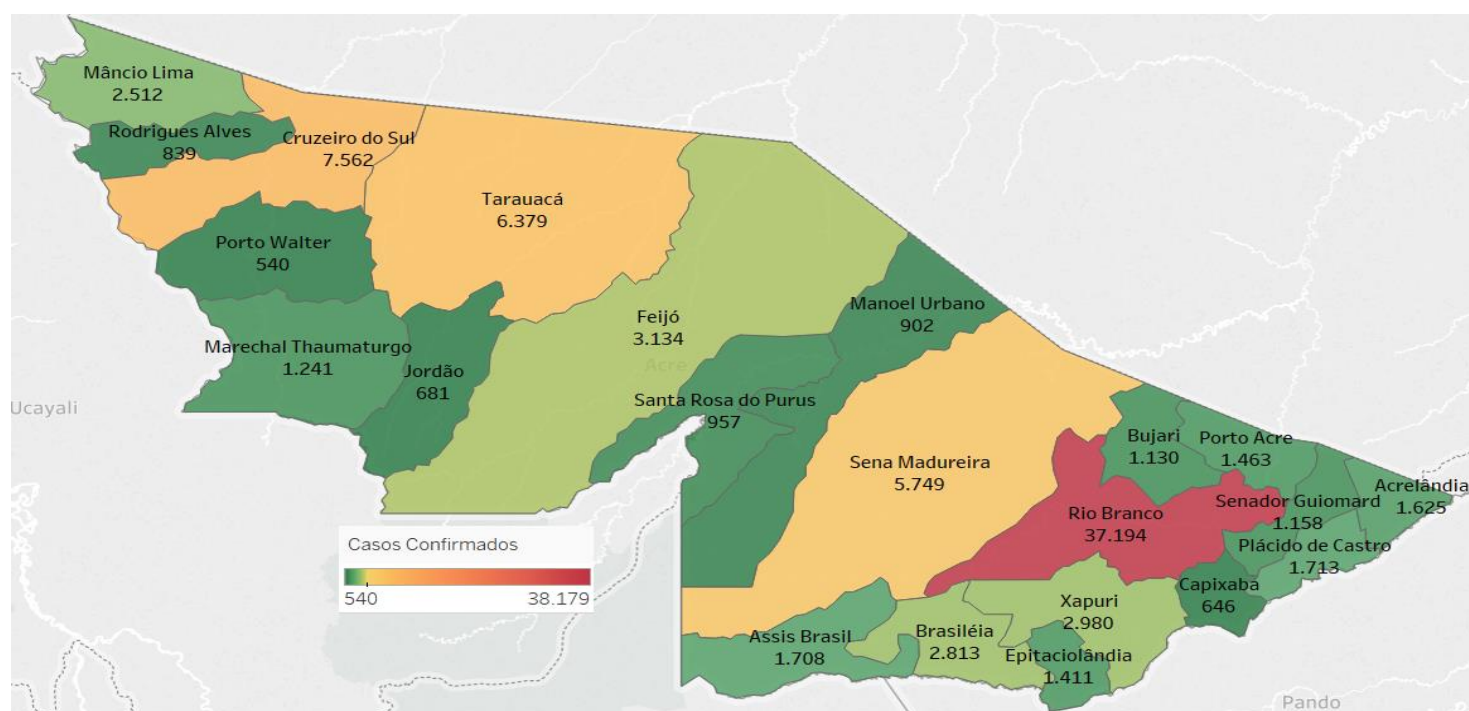 Mâncio Lima
2.512
Rodrigues Alves
839
Cruzeiro do Sul
7.562
Tarauacá
6.379
Porto Walter
540
Manoel Urbano
902
Feijó
3.134
Marechal Thaumaturgo
1.241
Jordão
681
Acre
Ucayali
Santa Rosa do Purus
957
Bujari
1.130
Porto Acre
1.463
Sena Madureira
5.749
Acrelândia
1.625
Senador Guiomard
1.158
Rio Branco
37.194
Plácido de Castro
1.713
Casos Confirmados
540
38.179
Capixaba
646
Xapuri
2.980
Assis Brasil
1.708
Brasiléia
2.813
Epitaciolândia
1.411
Pando